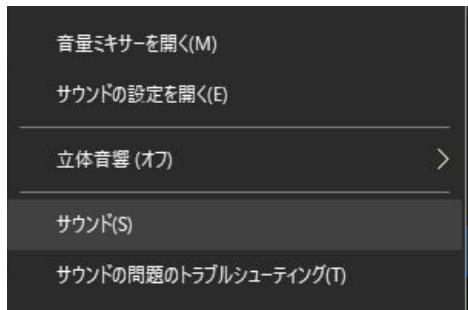 音量ミキサーを開く(M)
サウンドの設定を開く(E)
立体音響 (オフ)
サウンド(S)
サウンドの問題のトラブルシューティング(T)